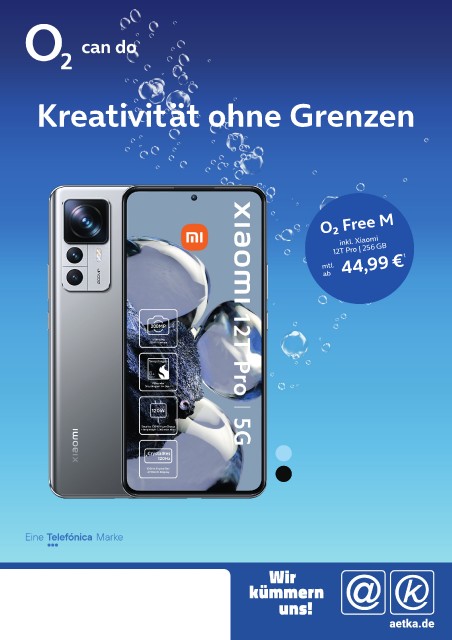 O₂ can do
Kreativität ohne Grenzen
O₂ Free M
inkl. Xiaomi
12T Pro | 256 GB
mtl.
ab 44,99 €¹
xiaomi 12T Pro | 5G
200MP
120W
xiaomi
Eine Telefónica Marke
Wir
kümmern
uns!
aetka.de